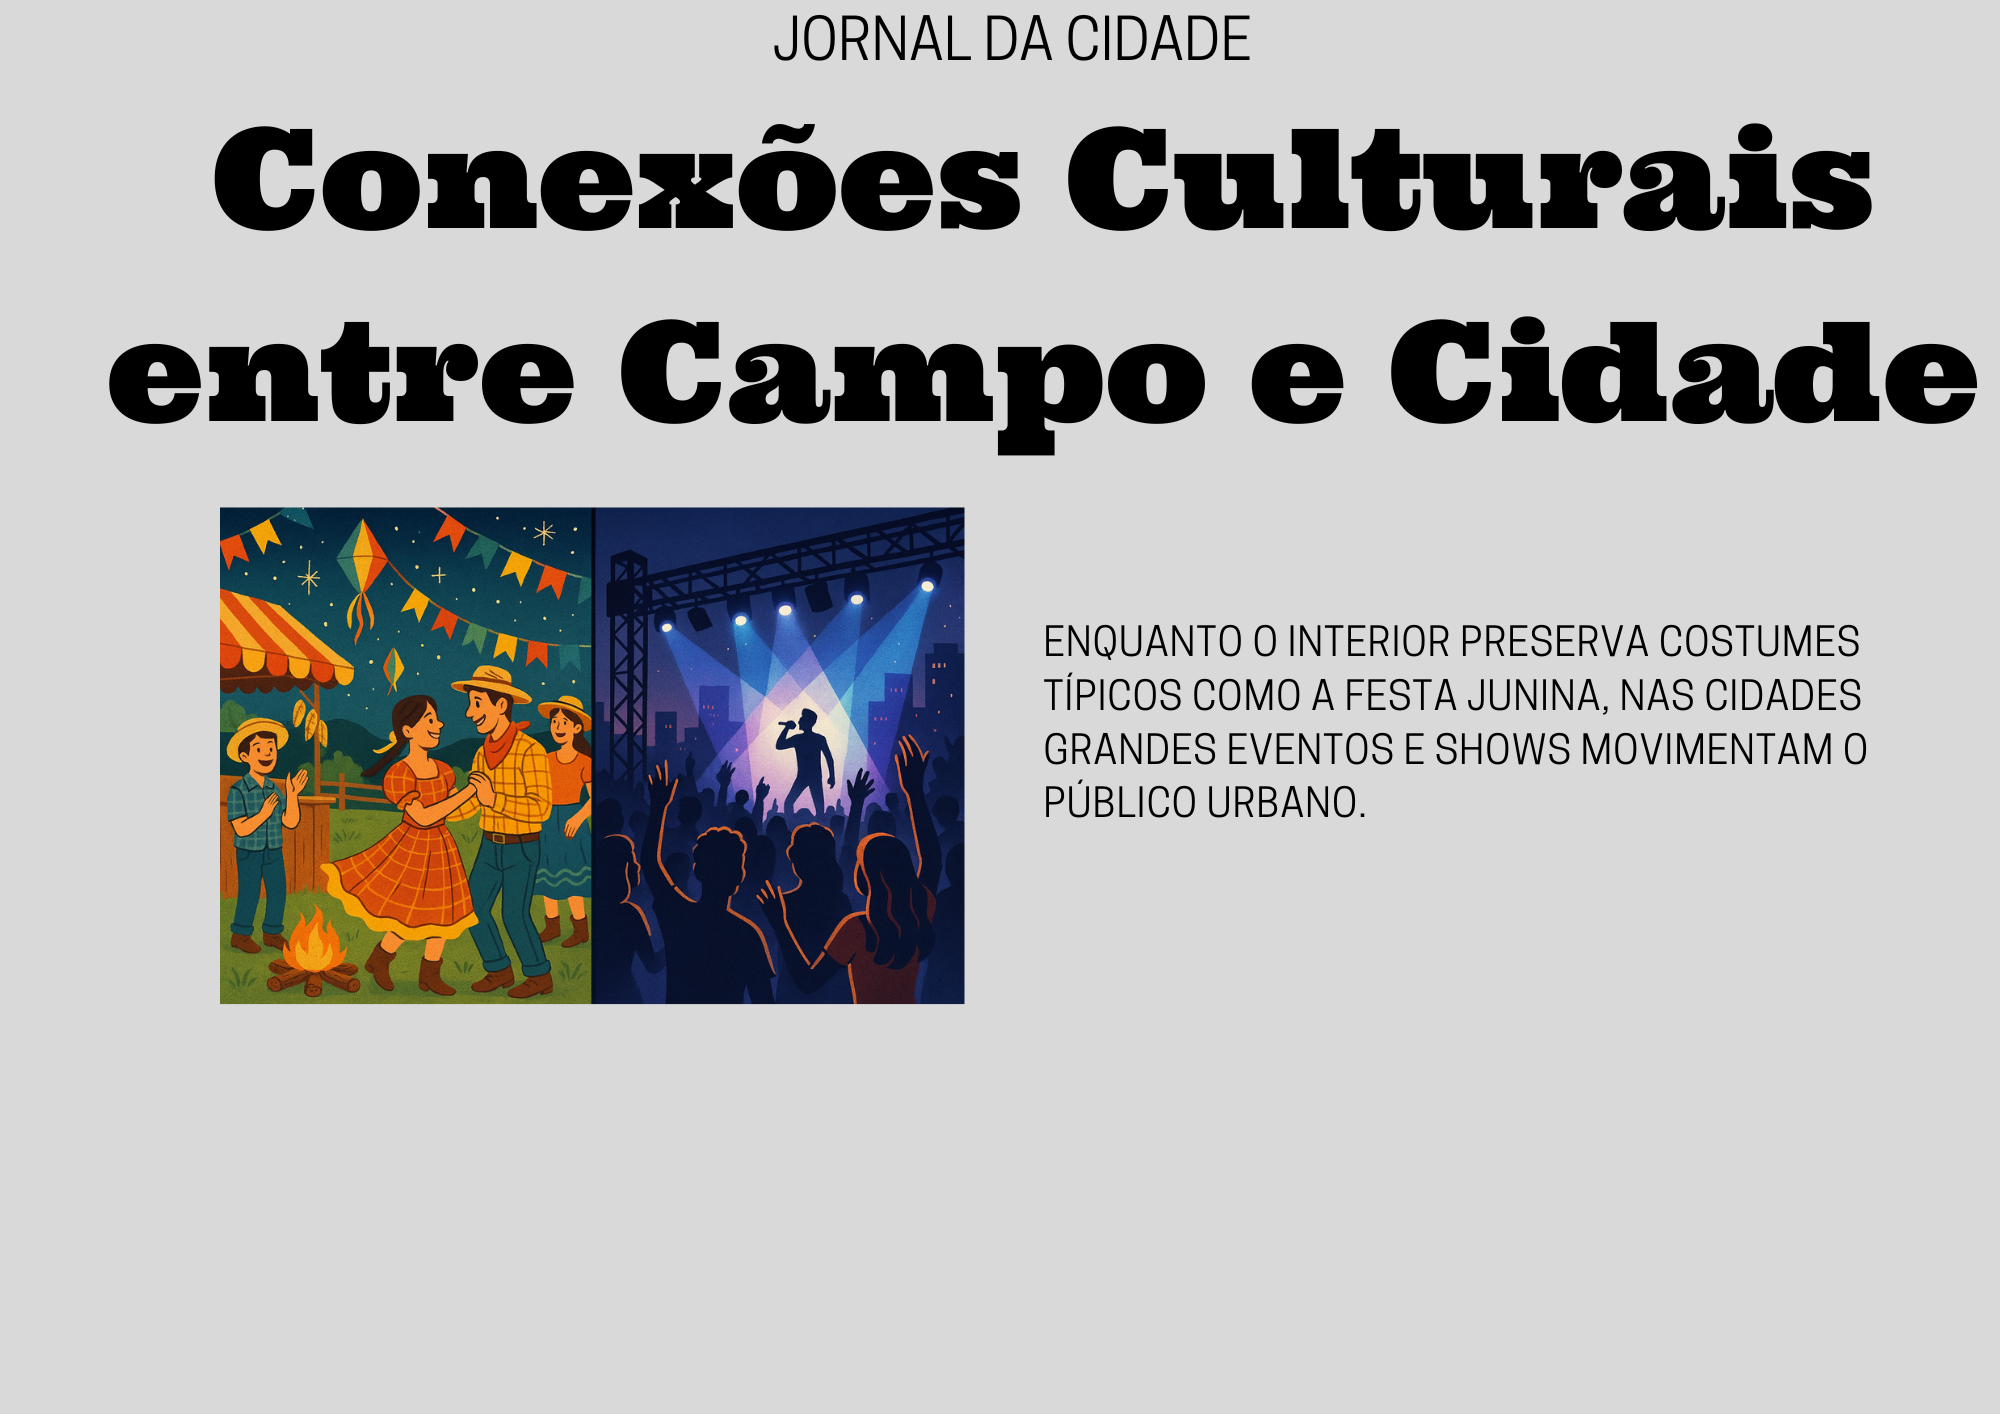 JORNAL DA CIDADE
Conexões Culturais
entre Campo e Cidade
ENQUANTO O INTERIOR PRESERVA COSTUMES
TÍPICOS COMO A FESTA JUNINA, NAS CIDADES
GRANDES EVENTOS E SHOWS MOVIMENTAM O
PÚBLICO URBANO.